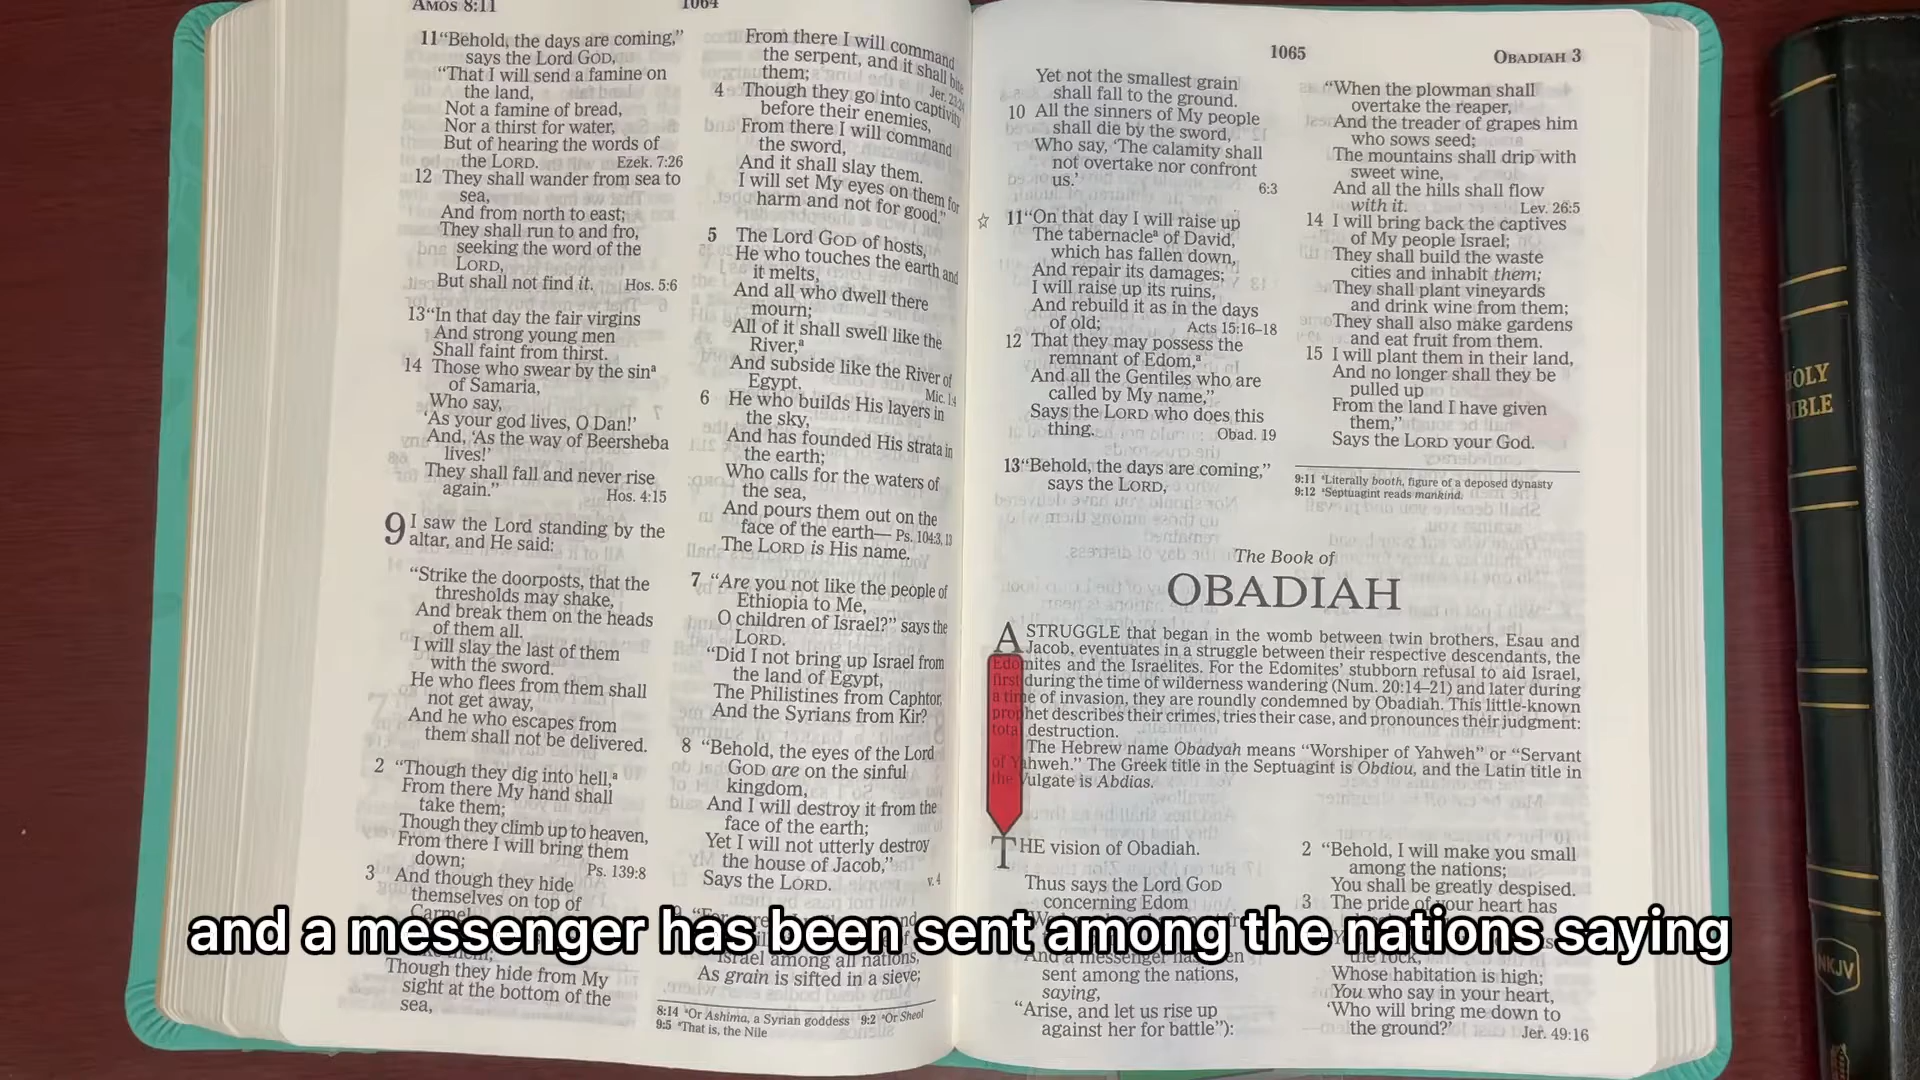 AMOS 8:11
1064
11“Behold, the days are coming,”
says the Lord GOD,
“That I will send a famine on
the land,
Not a famine of bread,
Nor a thirst for water,
But of hearing the words of
the LORD. Ezek. 7:26
12 They shall wander from sea to
sea,
And from north to east;
They shall run to and fro,
seeking the word of the
LORD,
But shall not find it. Hos. 5:6
13“In that day the fair virgins
And strong young men
Shall faint from thirst.
14 Those who swear by the sinª
of Samaria,
Who say,
‘As your god lives, O Dan!’
And, ‘As the way of Beersheba
lives!’
They shall fall and never rise
again.” Hos. 4:15
9 I saw the Lord standing by the
altar, and He said:
“Strike the doorposts, that the
thresholds may shake,
And break them on the heads
of them all.
I will slay the last of them
with the sword.
He who flees from them shall
not get away,
And he who escapes from
them shall not be delivered.
2 “Though they dig into hell,ª
From there My hand shall
take them;
Though they climb up to heaven,
From there I will bring them
down; Ps. 139:8
3 And though they hide
themselves on top of
Carmel,
Though they hide from My
sight at the bottom of the
sea,
From there I will command
the serpent, and it shall bite
them; Jer. 23:24
4 Though they go into captivity
before their enemies,
From there I will command
the sword,
And it shall slay them.
I will set My eyes on them for
harm and not for good.”
5 The Lord GOD of hosts,
He who touches the earth and
it melts,
And all who dwell there
mourn;
All of it shall swell like the
River,ª
And subside like the River of
Egypt. Mic. 1:4
6 He who builds His layers in
the sky,
And has founded His strata in
the earth;
Who calls for the waters of
the sea,
And pours them out on the
face of the earth— Ps. 104:3, 13
The LORD is His name.
7 “Are you not like the people of
Ethiopia to Me,
O children of Israel?” says the
LORD.
“Did I not bring up Israel from
the land of Egypt,
The Philistines from Caphtor,
And the Syrians from Kir?
8 “Behold, the eyes of the Lord
GOD are on the sinful
kingdom,
And I will destroy it from the
face of the earth;
Yet I will not utterly destroy
the house of Jacob,”
Says the LORD. v. 4
Israel among all nations,
As grain is sifted in a sieve;
8:14 ªOr Ashima, a Syrian goddess 9:2 ªOr Sheol
9:5 ªThat is, the Nile
1065
OBADIAH 3
Yet not the smallest grain
shall fall to the ground.
10 All the sinners of My people
shall die by the sword,
Who say, ‘The calamity shall
not overtake nor confront
us.’ 6:3
☆ 11“On that day I will raise up
The tabernacleª of David,
which has fallen down,
And repair its damages;
I will raise up its ruins,
And rebuild it as in the days
of old; Acts 15:16–18
12 That they may possess the
remnant of Edom,ª
And all the Gentiles who are
called by My name,”
Says the LORD who does this
thing. Obad. 19
13“Behold, the days are coming,”
says the LORD,
“When the plowman shall
overtake the reaper,
And the treader of grapes him
who sows seed;
The mountains shall drip with
sweet wine,
And all the hills shall flow
with it. Lev. 26:5
14 I will bring back the captives
of My people Israel;
They shall build the waste
cities and inhabit them;
They shall plant vineyards
and drink wine from them;
They shall also make gardens
and eat fruit from them.
15 I will plant them in their land,
And no longer shall they be
pulled up
From the land I have given
them,”
Says the LORD your God.
9:11 ªLiterally booth, figure of a deposed dynasty
9:12 ªSeptuagint reads mankind.
The Book of
OBADIAH
A STRUGGLE that began in the womb between twin brothers, Esau and
Jacob, eventuates in a struggle between their respective descendants, the
Edomites and the Israelites. For the Edomites’ stubborn refusal to aid Israel,
first during the time of wilderness wandering (Num. 20:14–21) and later during
a time of invasion, they are roundly condemned by Obadiah. This little-known
prophet describes their crimes, tries their case, and pronounces their judgment:
total destruction.
The Hebrew name Obadyah means “Worshiper of Yahweh” or “Servant
of Yahweh.” The Greek title in the Septuagint is Obdiou, and the Latin title in
the Vulgate is Abdias.
THE vision of Obadiah.
Thus says the Lord GOD
concerning Edom
And a messenger has been
sent among the nations,
saying,
“Arise, and let us rise up
against her for battle”):
2 “Behold, I will make you small
among the nations;
You shall be greatly despised.
3 The pride of your heart has
the rock,
Whose habitation is high;
You who say in your heart,
‘Who will bring me down to
the ground?’ Jer. 49:16
and a messenger has been sent among the nations saying
HOLY
BIBLE
NKJV